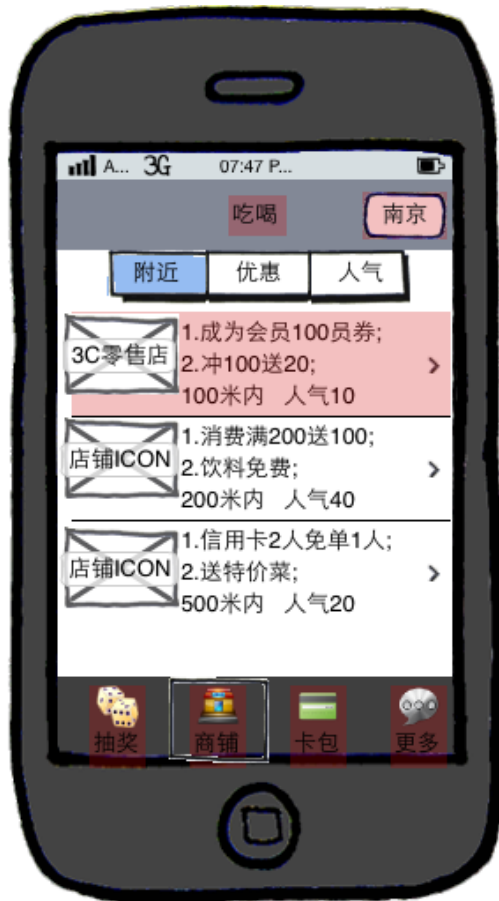 A... 3G 07:47 P...
吃喝
南京
附近 优惠 人气
3C零售店
1.成为会员100员券;
2.冲100送20;
100米内 人气10
店铺ICON
1.消费满200送100;
2.饮料免费;
200米内 人气40
店铺ICON
1.信用卡2人免单1人;
2.送特价菜;
500米内 人气20
抽奖 商铺 卡包 更多